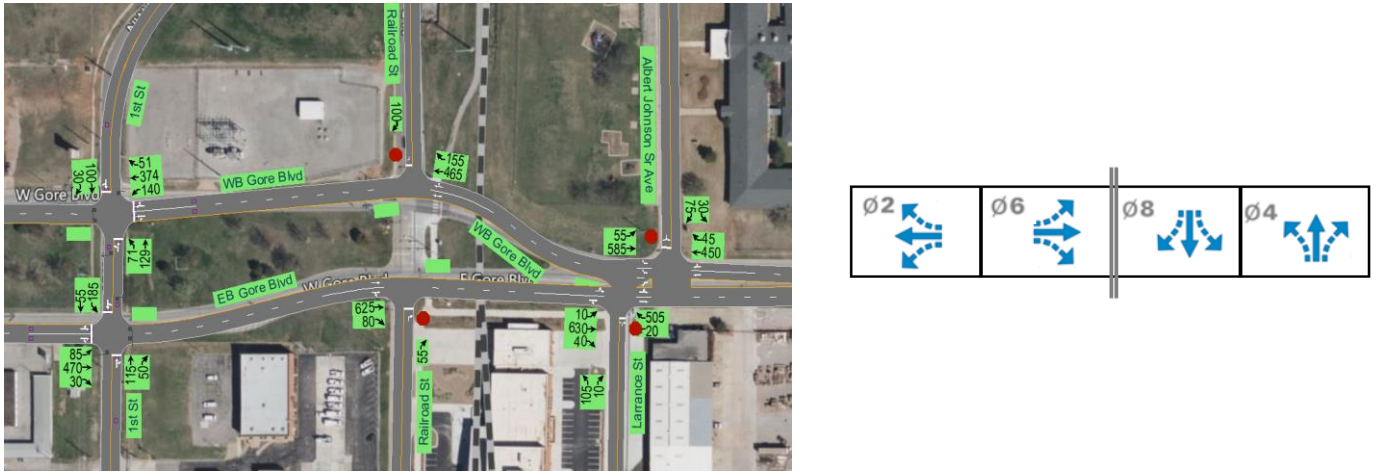 1st St
Railroad St
Albert Johnson Sr Ave
100
30
51
374
140
W Gore Blvd
WB Gore Blvd
100
155
465
WB Gore Blvd
55
585
30
75
45
450
71
129
55
185
EB Gore Blvd
W Gore Blvd
E Gore Blvd
625
80
10
630
40
505
20
85
470
30
115
50
1st St
55
Railroad St
105
10
Larrance St
Ø2
Ø6
Ø8
Ø4